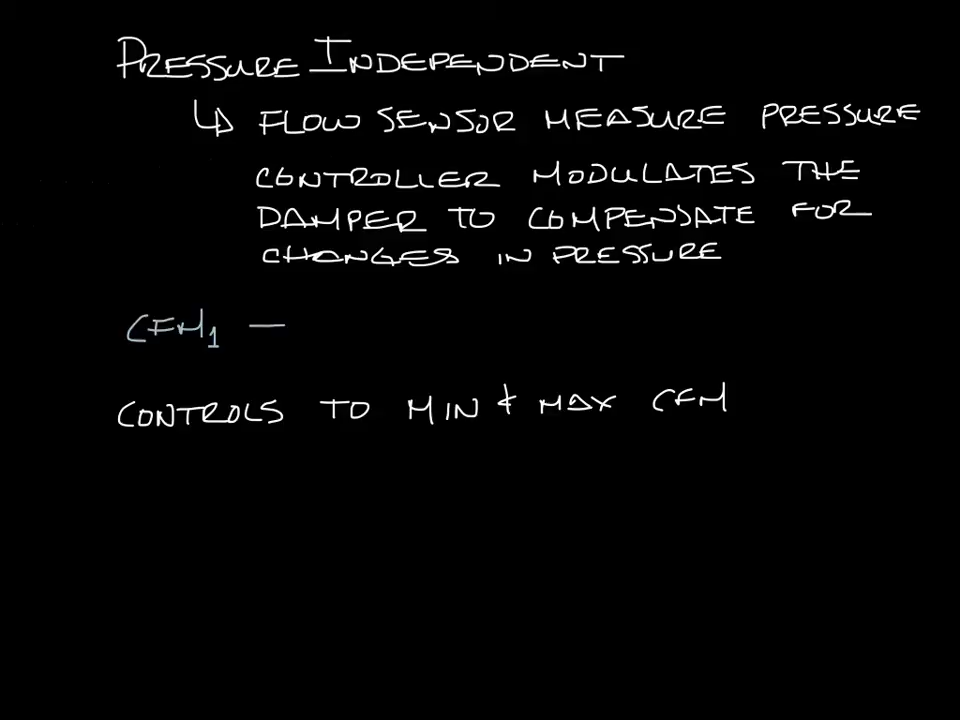 PRESSURE INDEPENDENT
↳ FLOW SENSOR MEASURE PRESSURE
CONTROLLER MODULATES THE
DAMPER TO COMPENSATE FOR
CHANGES IN PRESSURE
CFM₁ —
CONTROLS TO MIN & MAX CFM